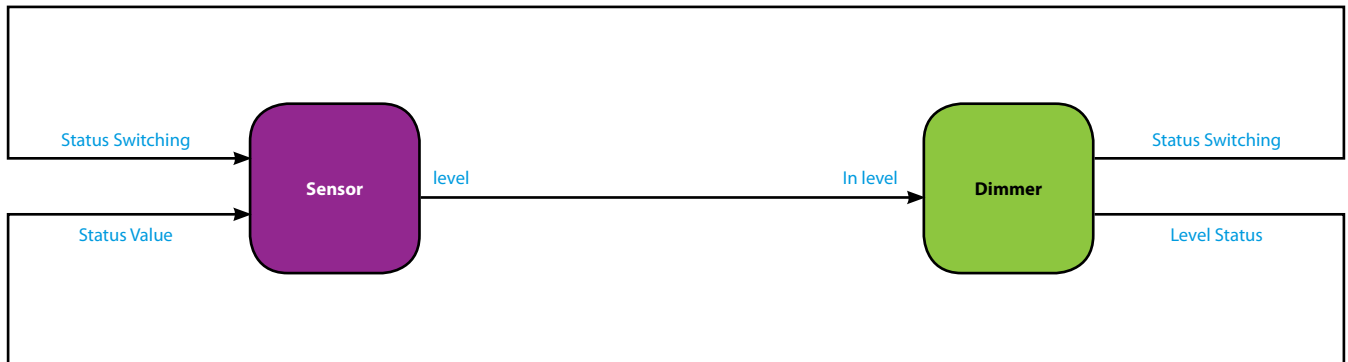 Status Switching
Status Switching
Sensor
level
In level
Dimmer
Status Value
Level Status